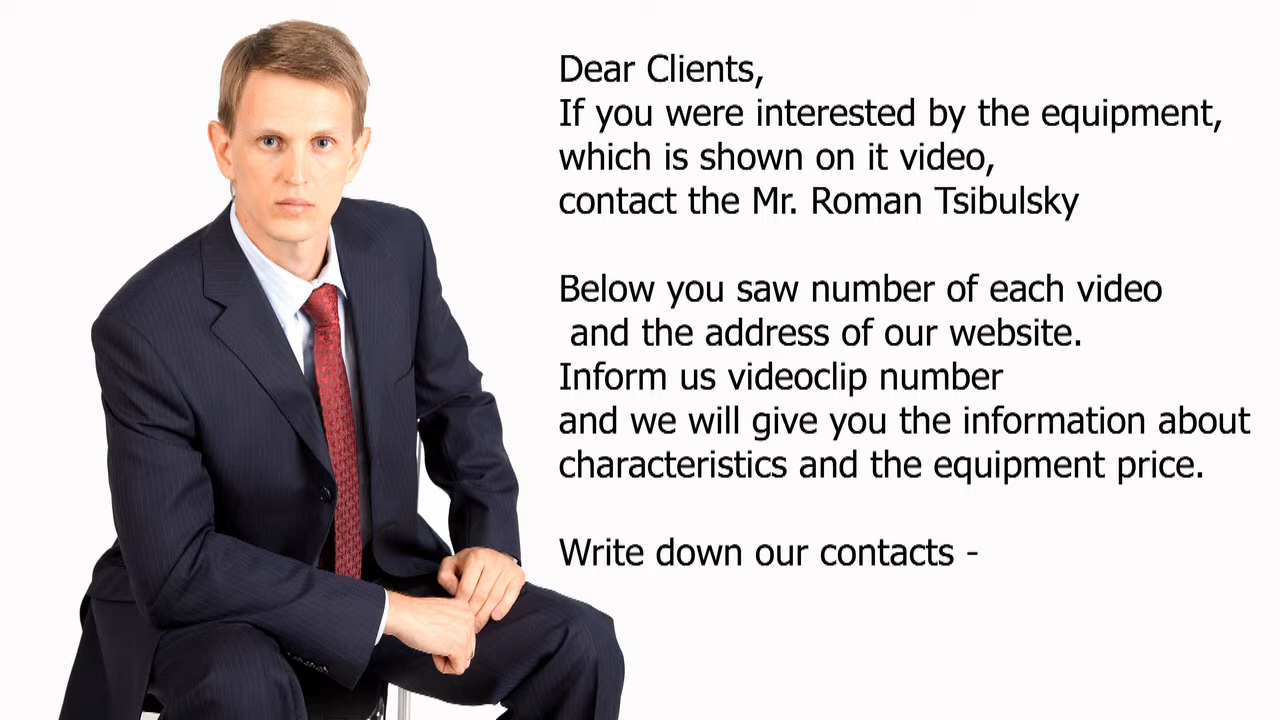 Dear Clients,
If you were interested by the equipment,
which is shown on it video,
contact the Mr. Roman Tsibulsky
Below you saw number of each video
and the address of our website.
Inform us videoclip number
and we will give you the information about
characteristics and the equipment price.
Write down our contacts -